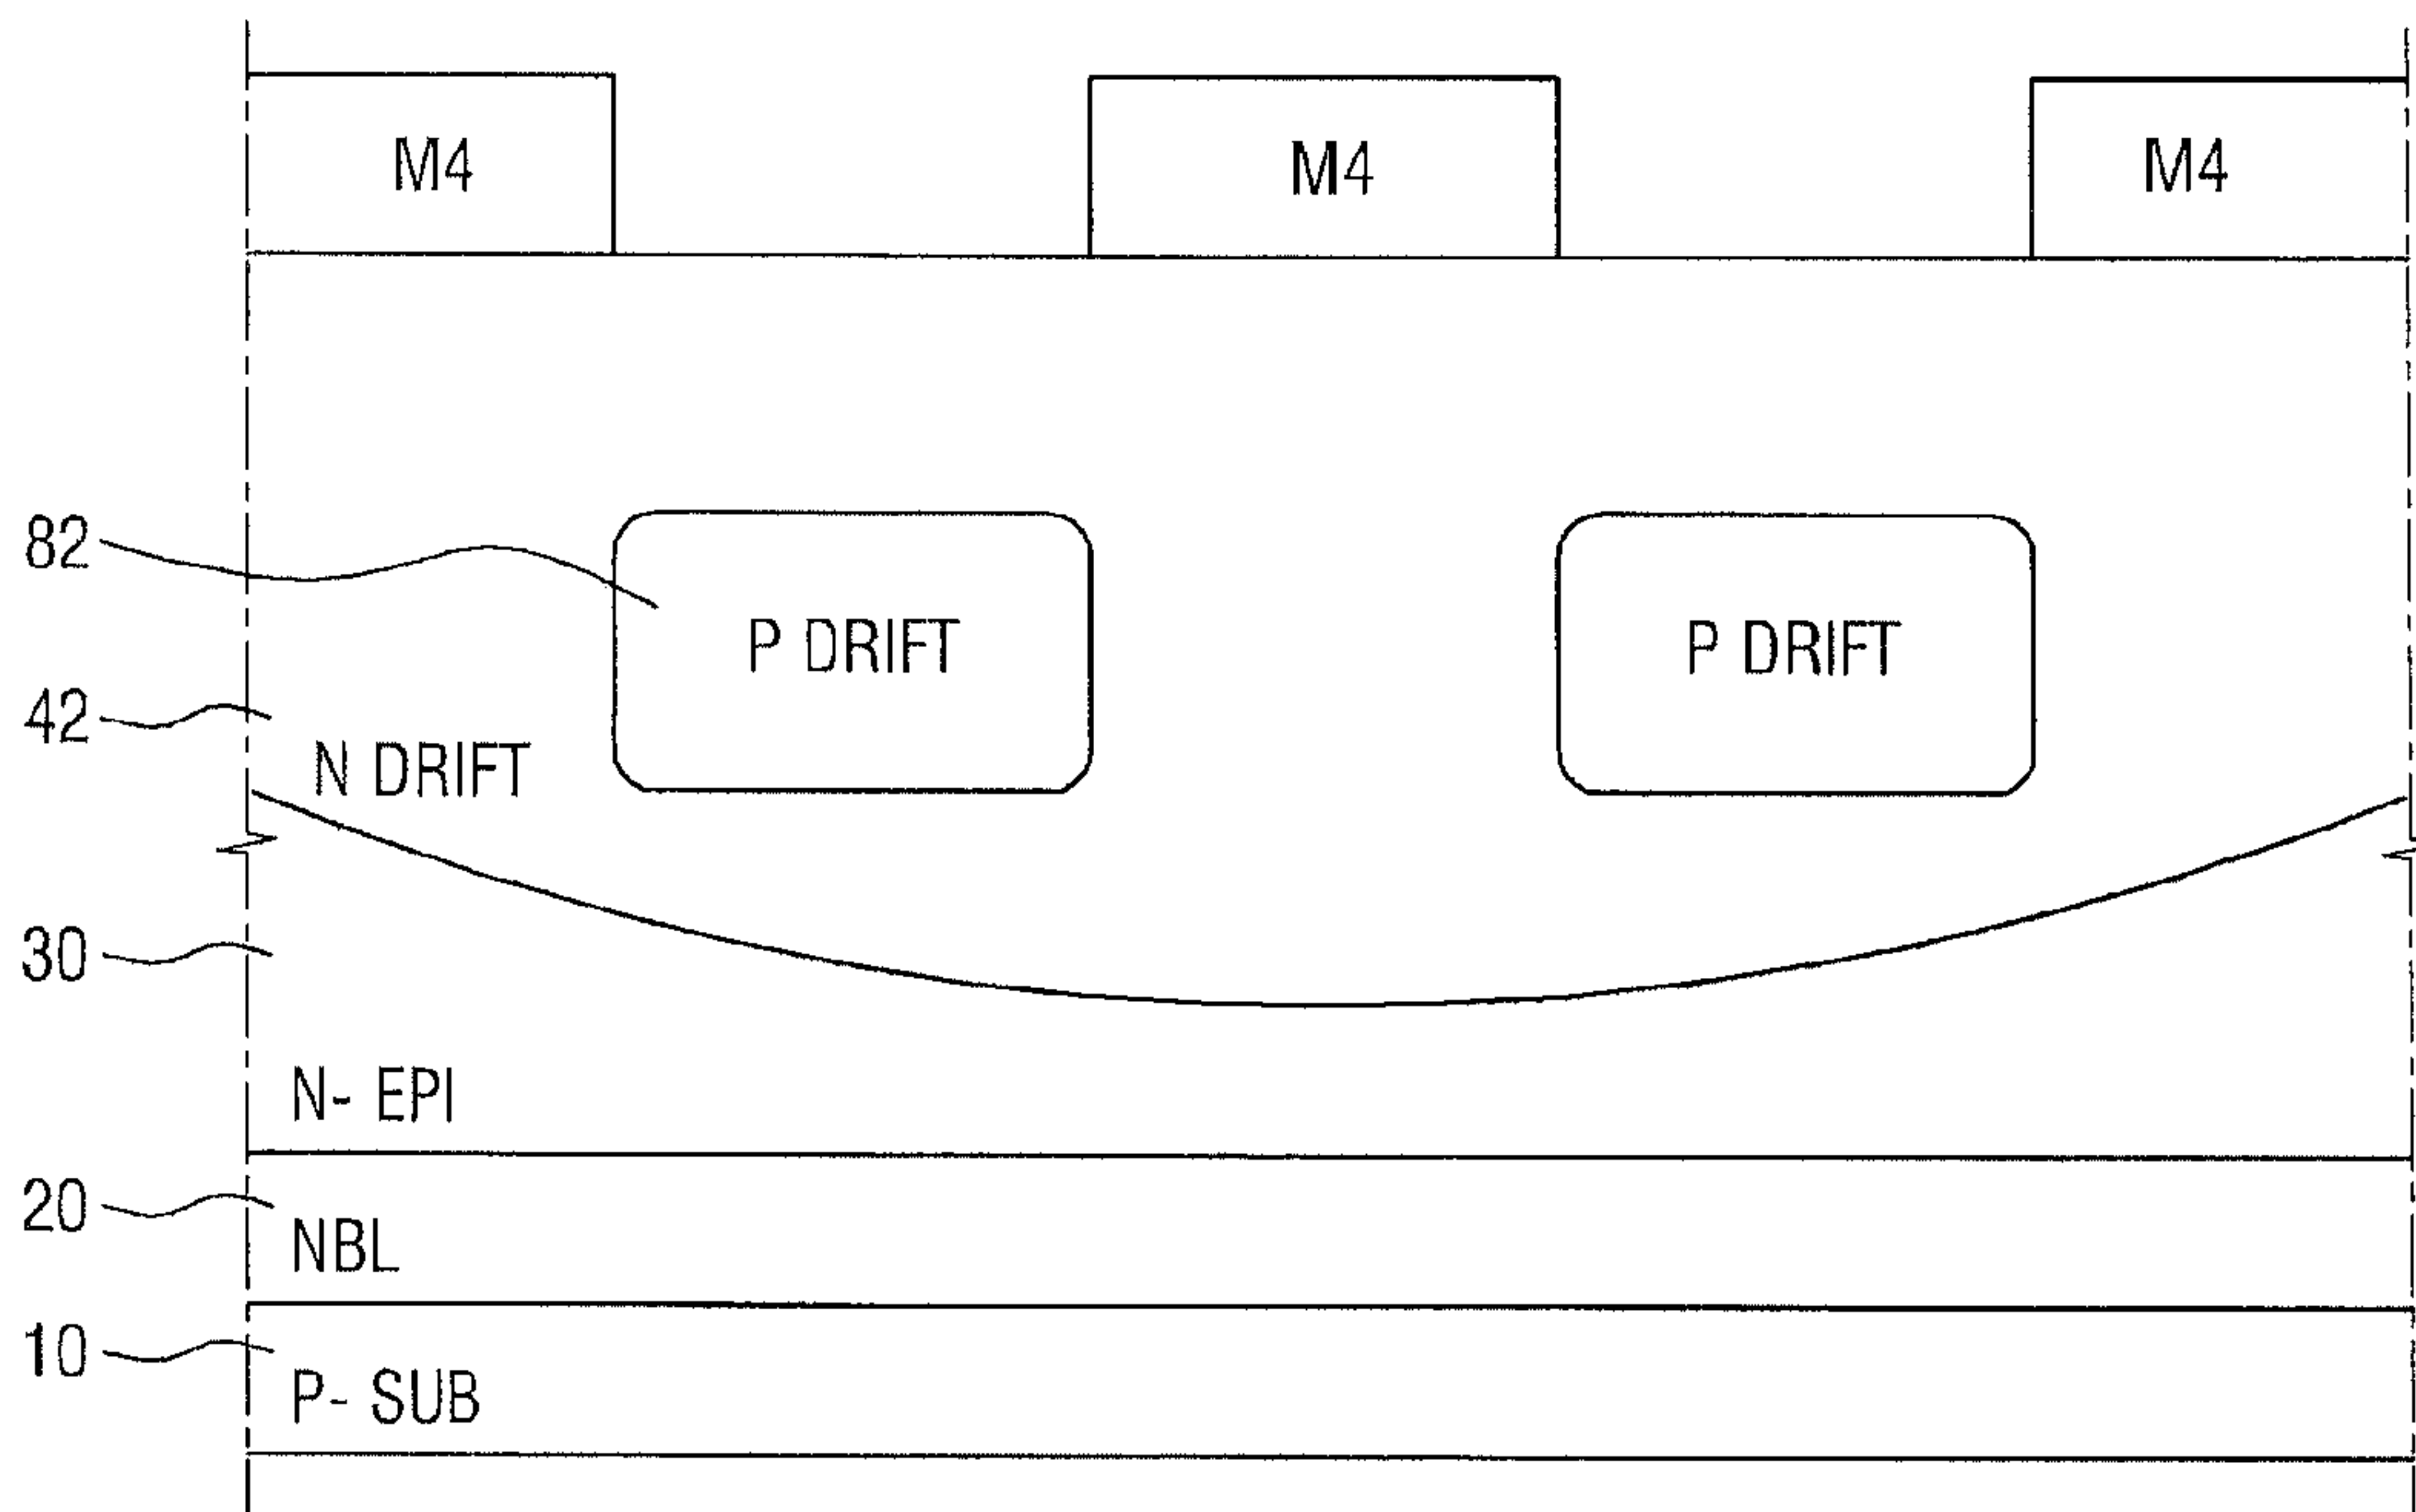 M4 M4 M4
82
P DRIFT P DRIFT
42
N DRIFT
30
N- EPI
20
NBL
10
P- SUB